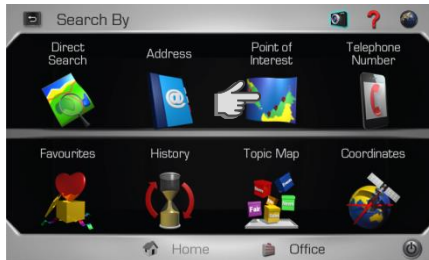 Search By
Direct
Search
Address
Point of
Interest
Telephone
Number
Favourites
History
Topic Map
Coordinates
Home
Office